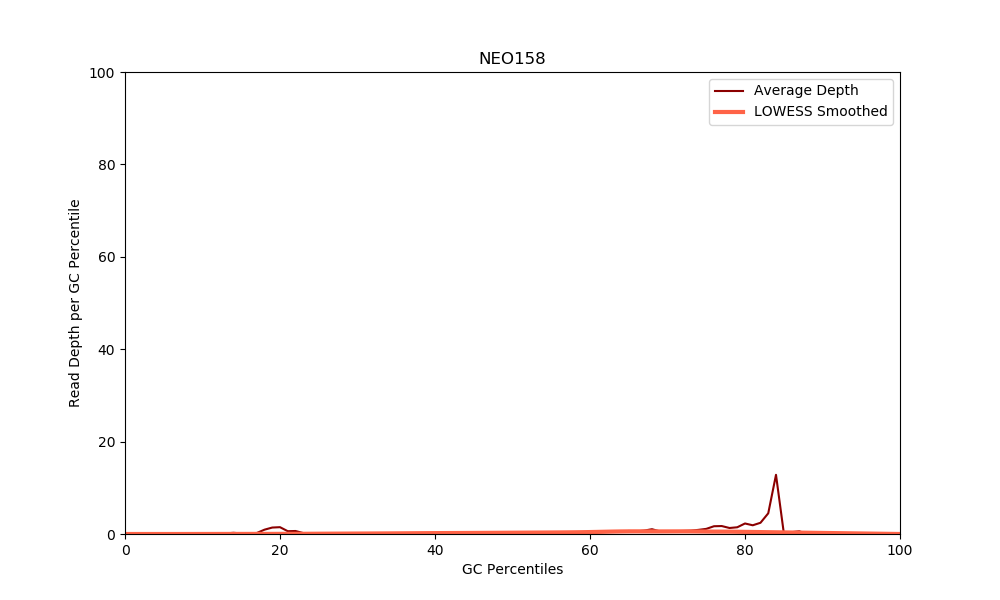 NEO158
100
80
60
40
20
0
Read Depth per GC Percentile
Average Depth
LOWESS Smoothed
0 20 40 60 80 100
GC Percentiles